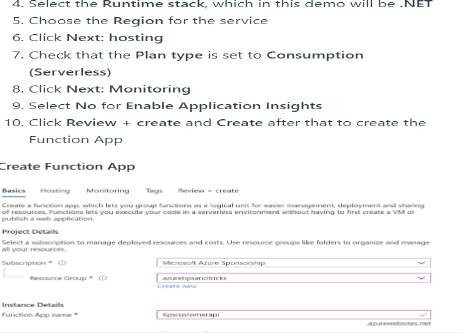 4. Select the Runtime stack, which in this demo will be .NET
5. Choose the Region for the service
6. Click Next: hosting
7. Check that the Plan type is set to Consumption
(Serverless)
8. Click Next: Monitoring
9. Select No for Enable Application Insights
10. Click Review + create and Create after that to create the
Function App
Create Function App
Basics Hosting Monitoring Tags Review + create
Create a function app, which lets you group functions as a logical unit for easier management, deployment and sharing
of resources. Functions lets you execute your code in a serverless environment without having to first create a VM or
publish a web application.
Project Details
Select a subscription to manage deployed resources and costs. Use resource groups like folders to organize and manage
all your resources.
Subscription * Microsoft Azure Sponsorship
Resource Group * azuretipsandtricks
Create new
Instance Details
Function App name * tipscustomerapi
.azurewebsites.net